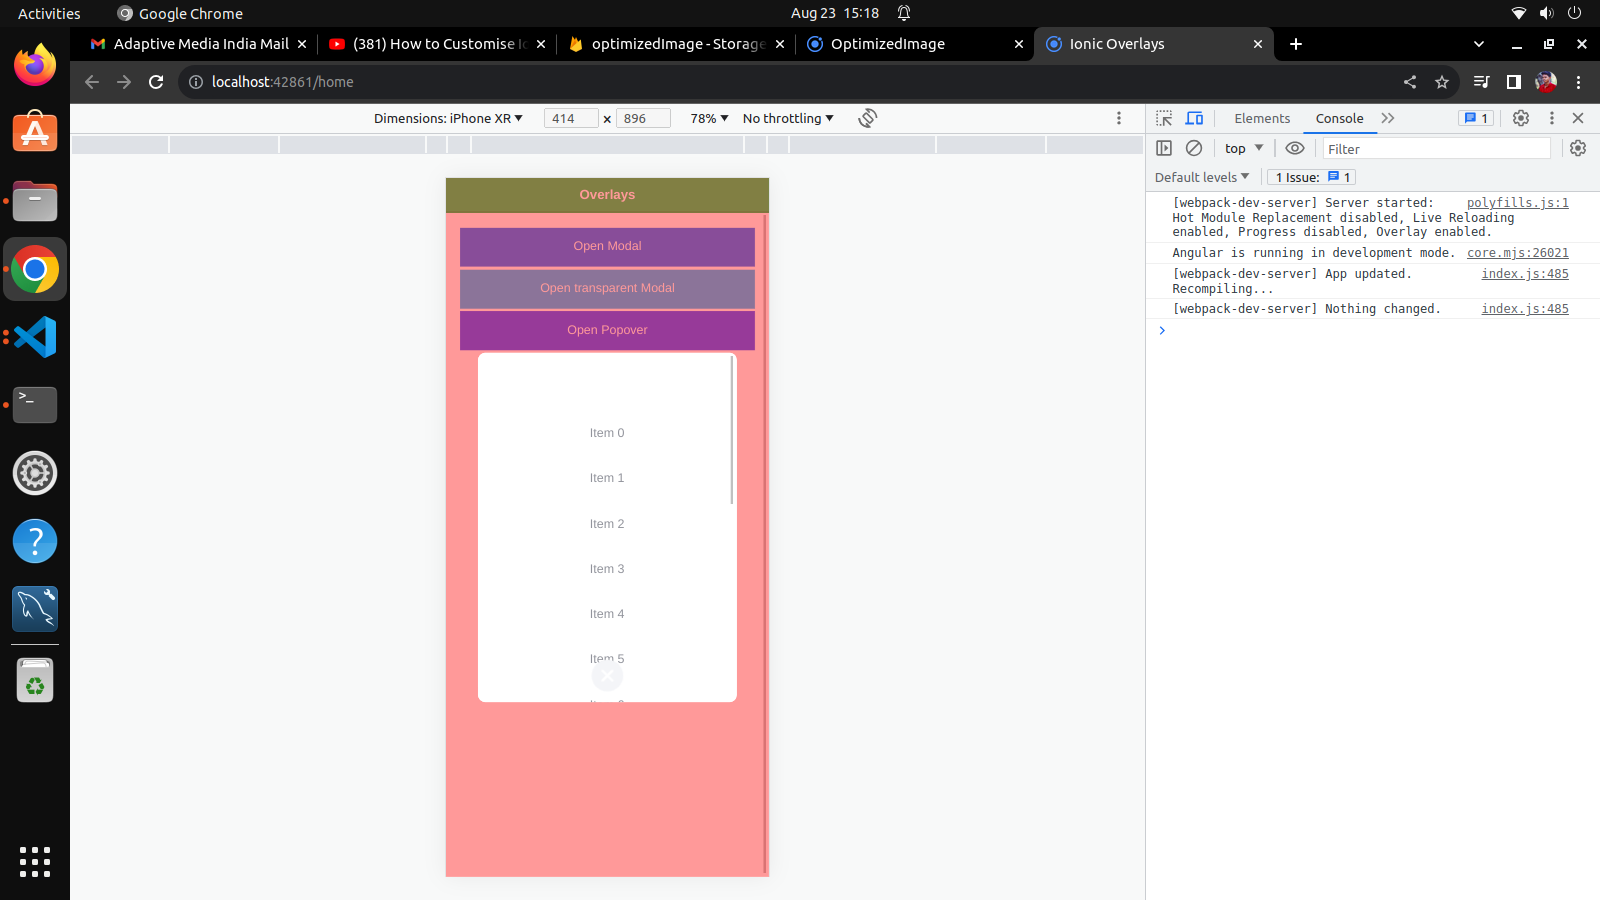 Activities
Google Chrome
Aug 23 15:18
Adaptive Media India Mail
(381) How to Customise Ic
optimizedImage - Storage
OptimizedImage
Ionic Overlays
localhost:42861/home
Dimensions: iPhone XR
414 × 896
78%
No throttling
Elements
Console
1
top
Filter
Default levels
1 Issue: 1
[webpack-dev-server] Server started: polyfills.js:1
Hot Module Replacement disabled, Live Reloading
enabled, Progress disabled, Overlay enabled.
Angular is running in development mode. core.mjs:26021
[webpack-dev-server] App updated. index.js:485
Recompiling...
[webpack-dev-server] Nothing changed. index.js:485
Overlays
Open Modal
Open transparent Modal
Open Popover
Item 0
Item 1
Item 2
Item 3
Item 4
Item 5